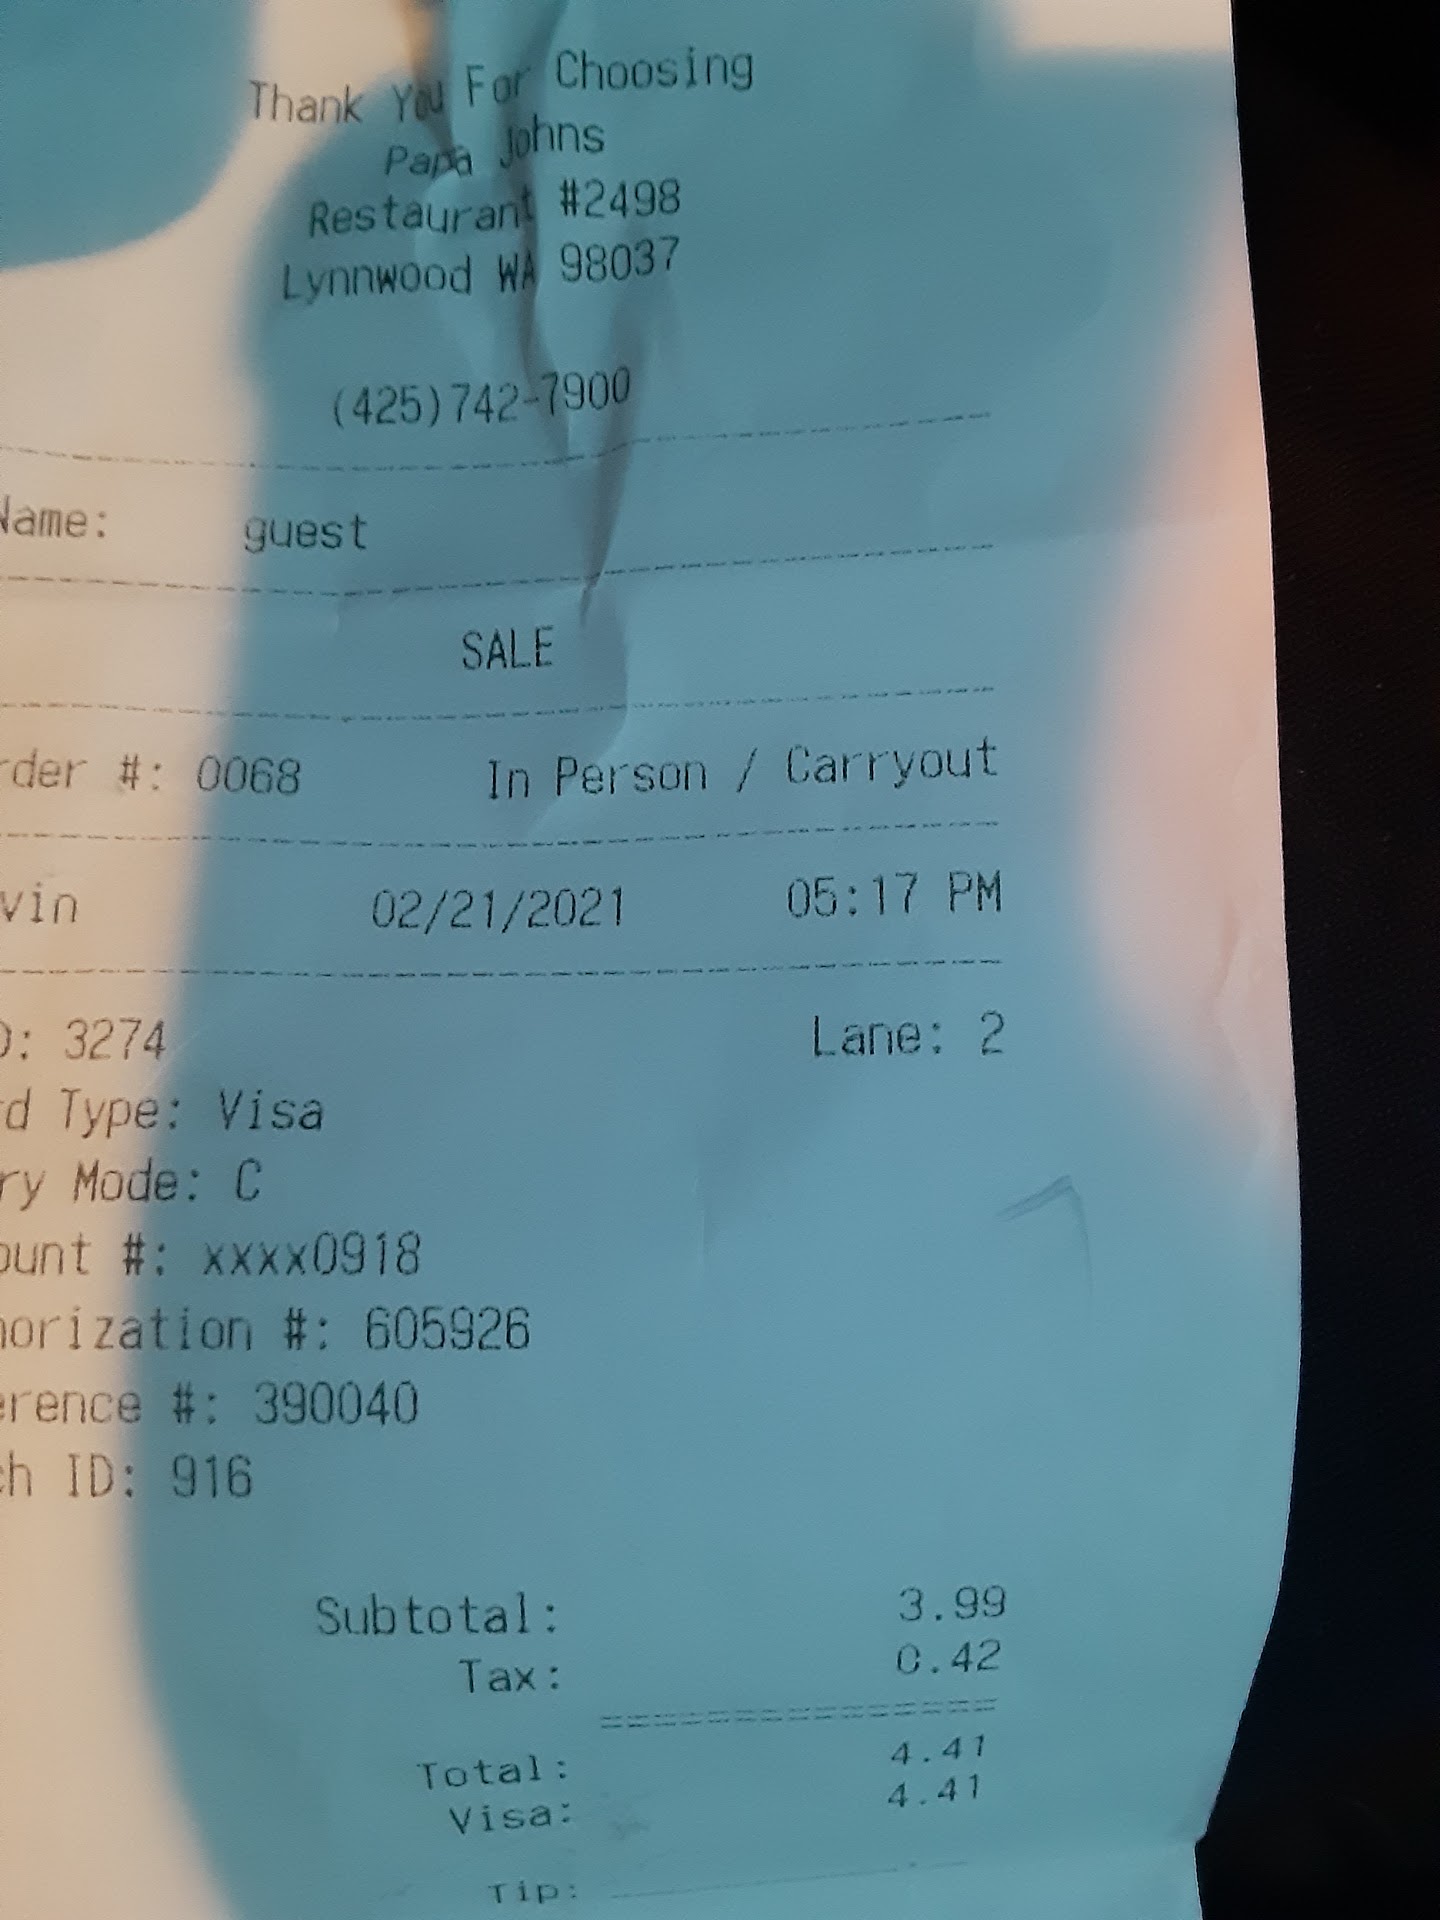 Thank You For Choosing
Papa Johns
Restaurant #2498
Lynnwood WA 98037
(425)742-7900
Name: guest
SALE
rder #: 0068 In Person / Carryout
vin 02/21/2021 05:17 PM
D: 3274 Lane: 2
rd Type: Visa
ry Mode: C
ount #: xxxx0918
horization #: 605926
erence #: 390040
ch ID: 916
Subtotal: 3.99
Tax: 0.42
Total: 4.41
Visa: 4.41
Tip: